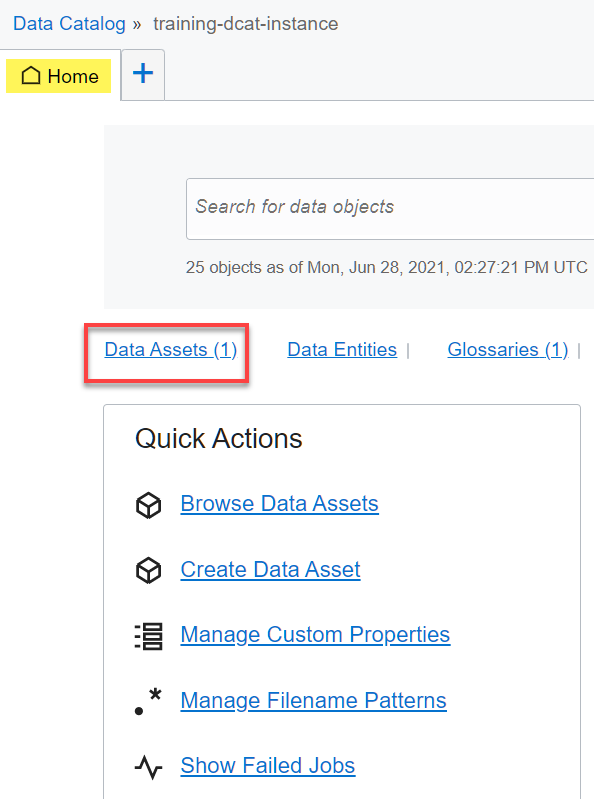 Data Catalog » training-dcat-instance
Home +
Search for data objects
25 objects as of Mon, Jun 28, 2021, 02:27:21 PM UTC
Data Assets (1) Data Entities | Glossaries (1) |
Quick Actions
Browse Data Assets
Create Data Asset
Manage Custom Properties
Manage Filename Patterns
Show Failed Jobs